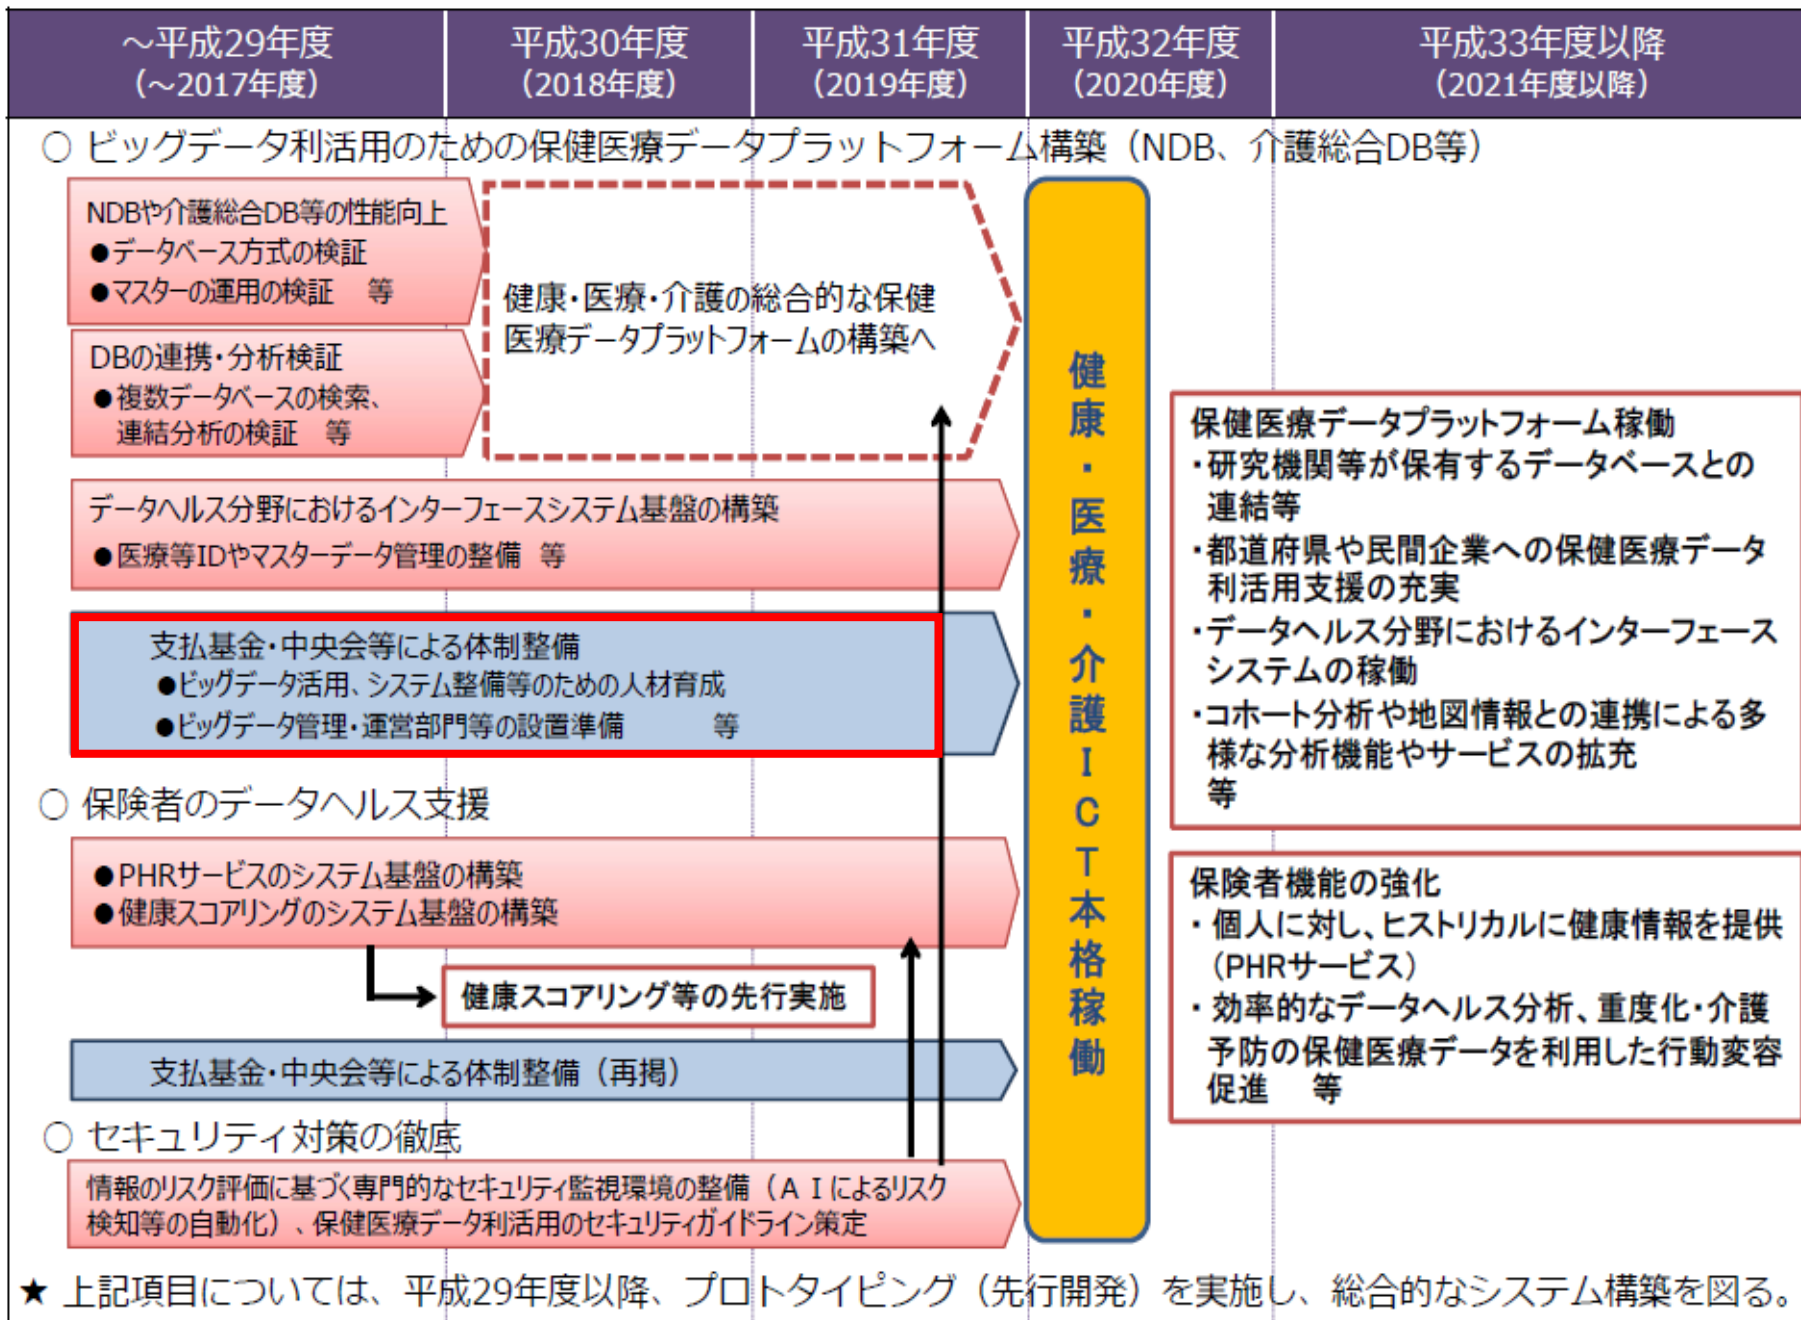 ～平成29年度
（～2017年度）
平成30年度
（2018年度）
平成31年度
（2019年度）
平成32年度
（2020年度）
平成33年度以降
（2021年度以降）
○ ビッグデータ利活用のための保健医療データプラットフォーム構築（NDB、介護総合DB等）
NDBや介護総合DB等の性能向上
●データベース方式の検証
●マスターの運用の検証　等
DBの連携・分析検証
●複数データベースの検索、
連結分析の検証　等
健康・医療・介護の総合的な保健
医療データプラットフォームの構築へ
データヘルス分野におけるインターフェースシステム基盤の構築
●医療等IDやマスターデータ管理の整備　等
支払基金・中央会等による体制整備
●ビッグデータ活用、システム整備等のための人材育成
●ビッグデータ管理・運営部門等の設置準備　　　等
○ 保険者のデータヘルス支援
●PHRサービスのシステム基盤の構築
●健康スコアリングのシステム基盤の構築
健康スコアリング等の先行実施
支払基金・中央会等による体制整備（再掲）
○ セキュリティ対策の徹底
情報のリスク評価に基づく専門的なセキュリティ監視環境の整備（ＡＩによるリスク
検知等の自動化）、保健医療データ利活用のセキュリティガイドライン策定
健康・医療・介護ＩＣＴ本格稼働
保健医療データプラットフォーム稼働
・研究機関等が保有するデータベースとの
連結等
・都道府県や民間企業への保健医療データ
利活用支援の充実
・データヘルス分野におけるインターフェース
システムの稼働
・コホート分析や地図情報との連携による多
様な分析機能やサービスの拡充
等
保険者機能の強化
・個人に対し、ヒストリカルに健康情報を提供
（PHRサービス）
・効率的なデータヘルス分析、重度化・介護
予防の保健医療データを利用した行動変容
促進　等
★ 上記項目については、平成29年度以降、プロトタイピング（先行開発）を実施し、総合的なシステム構築を図る。